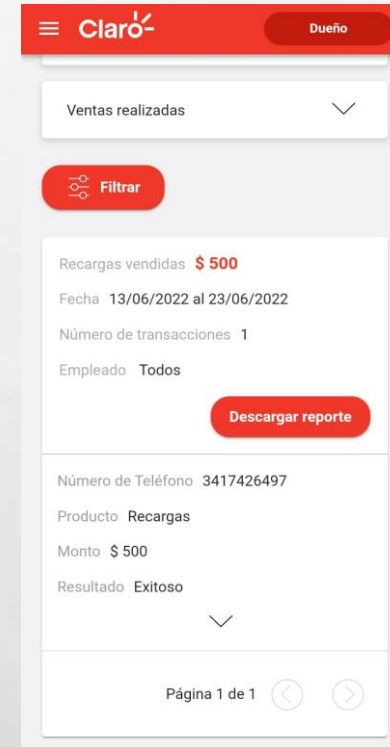 Claro
Dueño
Ventas realizadas
Filtrar
Recargas vendidas $ 500
Fecha 13/06/2022 al 23/06/2022
Número de transacciones 1
Empleado Todos
Descargar reporte
Número de Teléfono 3417426497
Producto Recargas
Monto $ 500
Resultado Exitoso
Página 1 de 1